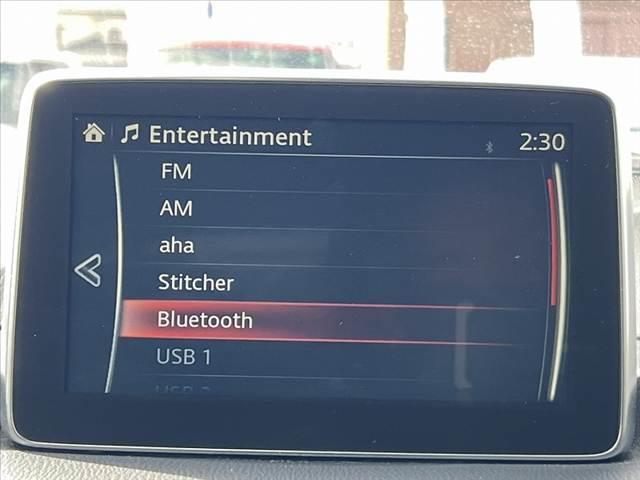 Entertainment
2:30
FM
AM
aha
Stitcher
Bluetooth
USB 1